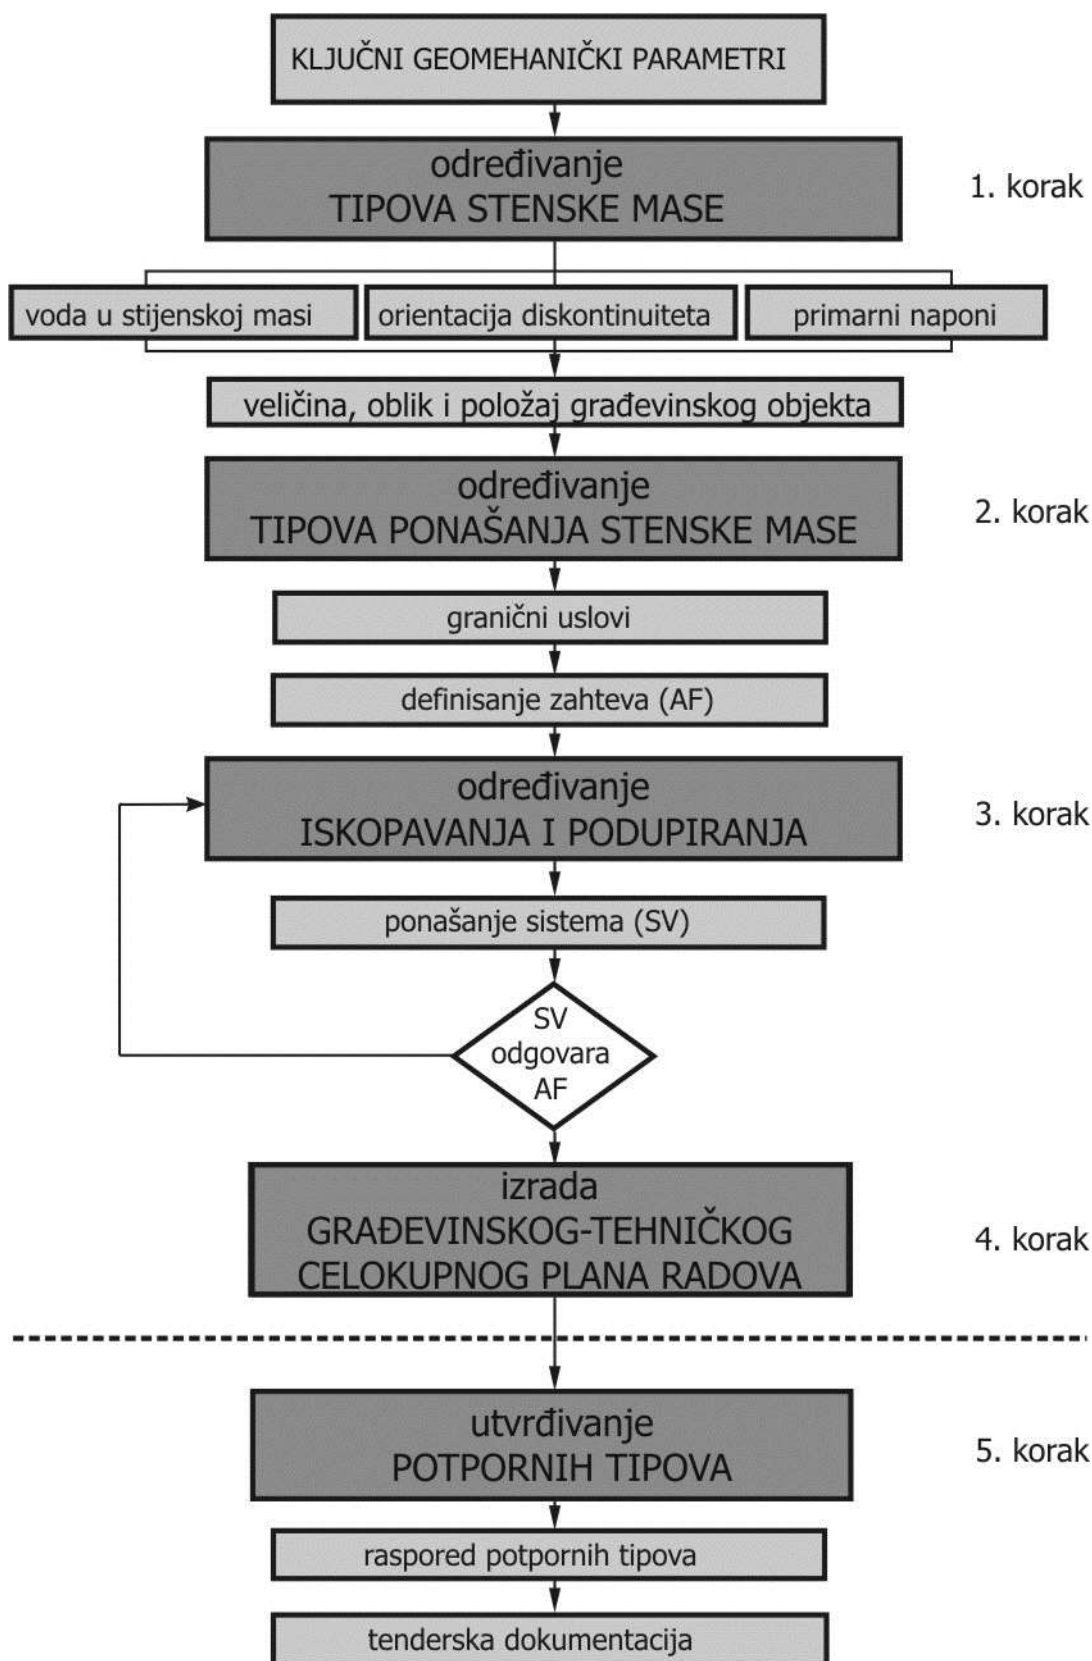 KLJUČNI GEOMEHANIČKI PARAMETRI
određivanje
TIPOVA STENSKE MASE
1. korak
voda u stijenskoj masi
orientacija diskontinuiteta
primarni naponi
veličina, oblik i položaj građevinskog objekta
određivanje
TIPOVA PONAŠANJA STENSKE MASE
2. korak
granični uslovi
definisanje zahteva (AF)
određivanje
ISKOPAVANJA I PODUPIRANJA
3. korak
ponašanje sistema (SV)
SV
odgovara
AF
izrada
GRAĐEVINSKOG-TEHNIČKOG
CELOKUPNOG PLANA RADOVA
4. korak
utvrđivanje
POTPORNIH TIPOVA
5. korak
raspored potpornih tipova
tenderska dokumentacija